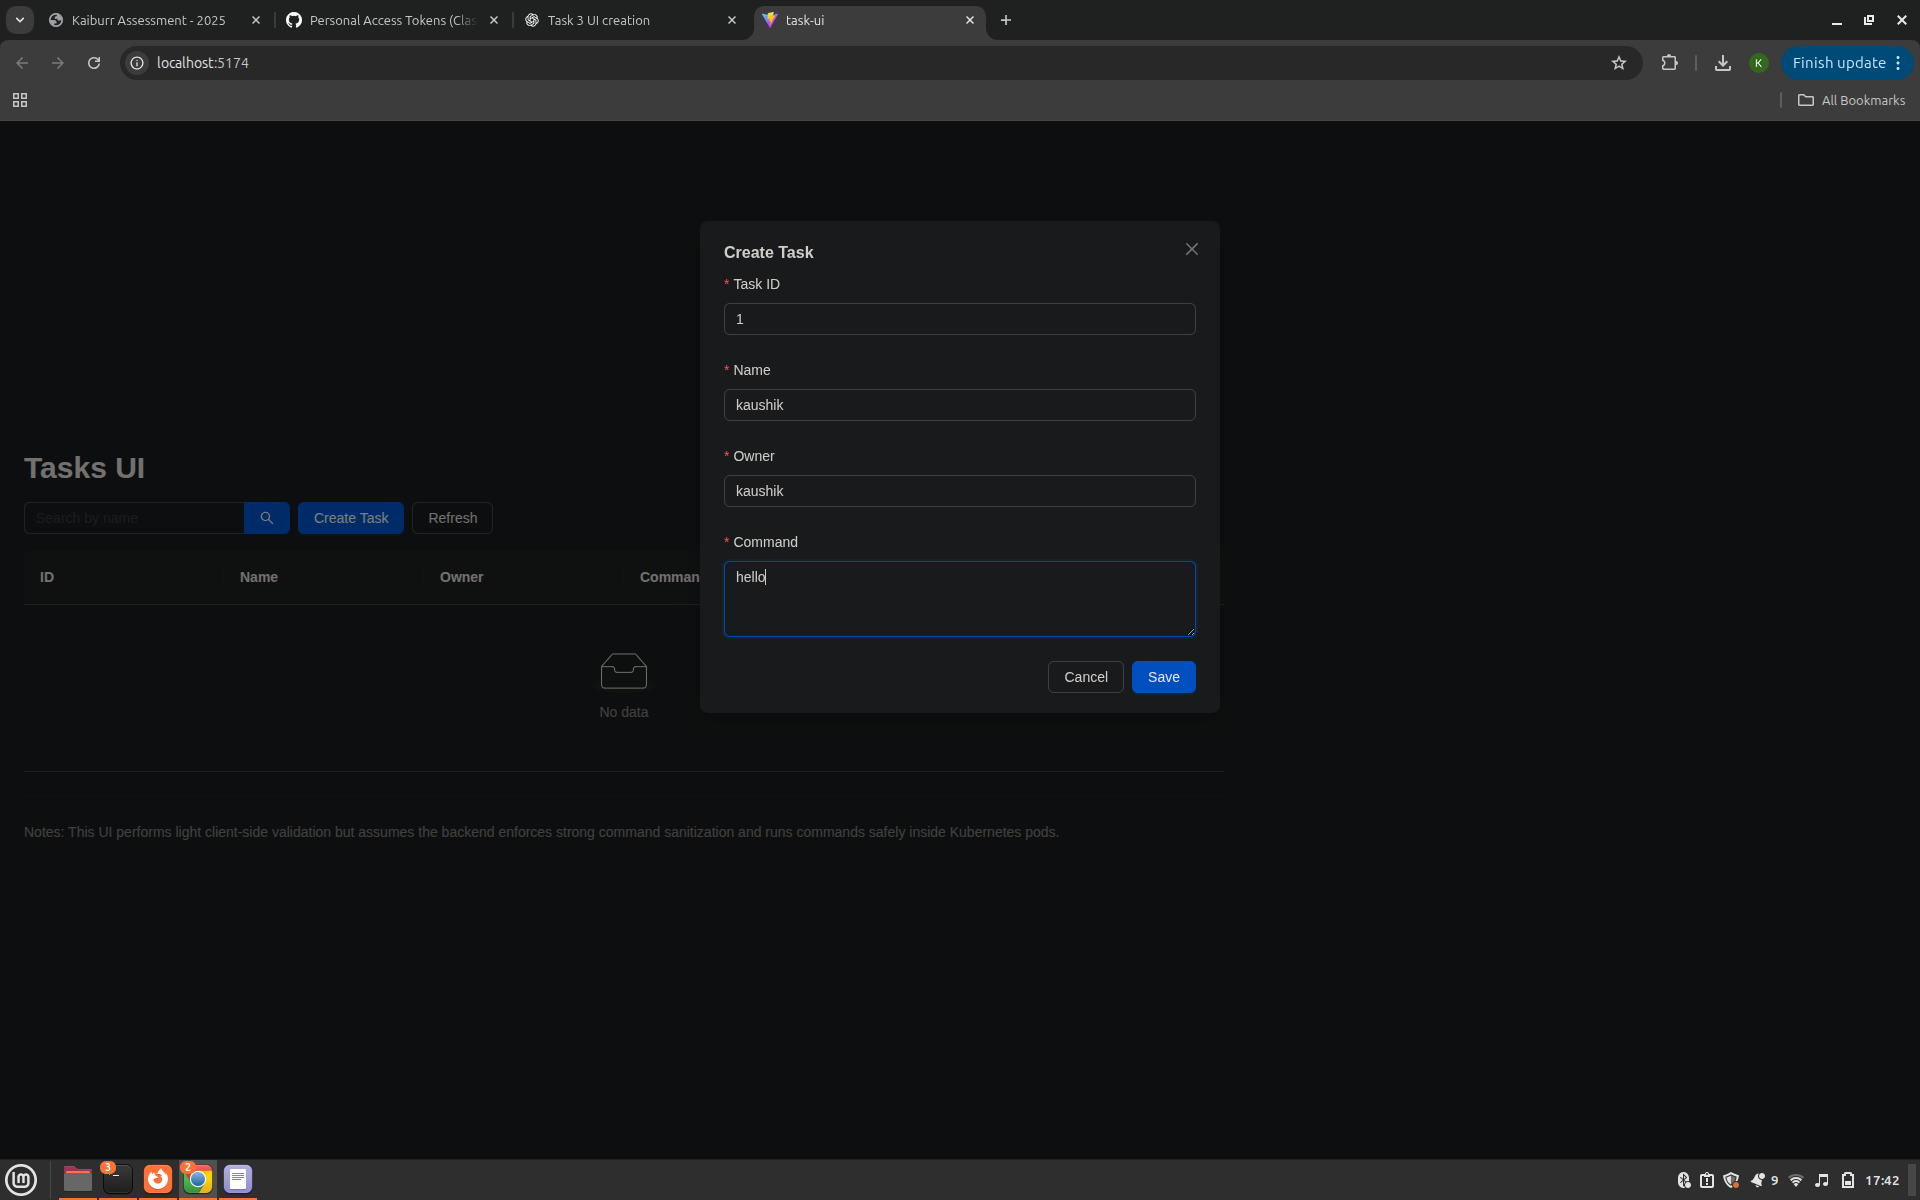 Kaiburr Assessment - 2025
Personal Access Tokens (Clas
Task 3 UI creation
task-ui
localhost:5174
K
Finish update
All Bookmarks
Create Task
* Task ID
1
* Name
kaushik
* Owner
kaushik
* Command
hello
Cancel
Save
Tasks UI
Search by name
Create Task
Refresh
ID
Name
Owner
Comman
No data
Notes: This UI performs light client-side validation but assumes the backend enforces strong command sanitization and runs commands safely inside Kubernetes pods.
3
2
9
17:42